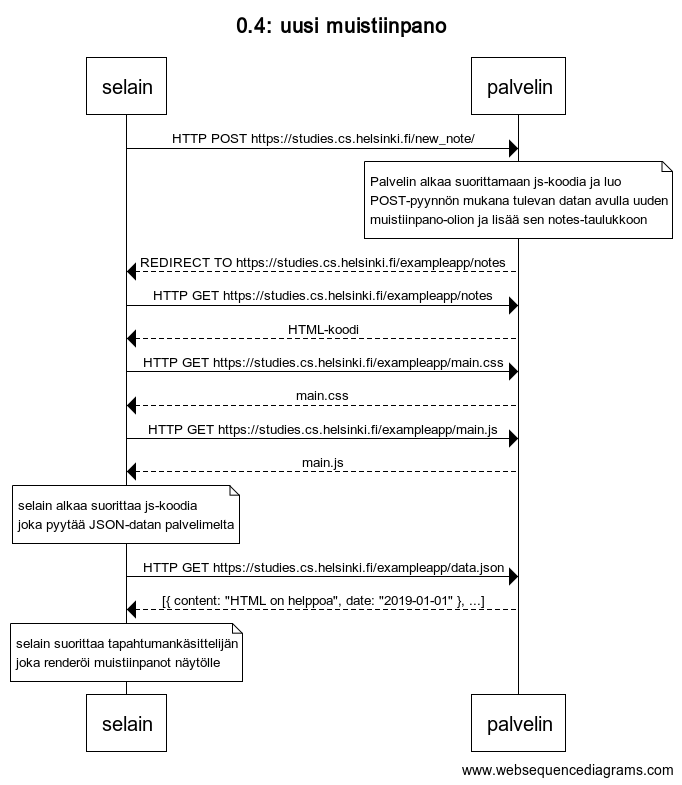 0.4: uusi muistiinpano
selain
palvelin
HTTP POST https://studies.cs.helsinki.fi/new_note/
Palvelin alkaa suorittamaan js-koodia ja luo
POST-pyynnön mukana tulevan datan avulla uuden
muistiinpano-olion ja lisää sen notes-taulukkoon
REDIRECT TO https://studies.cs.helsinki.fi/exampleapp/notes
HTTP GET https://studies.cs.helsinki.fi/exampleapp/notes
HTML-koodi
HTTP GET https://studies.cs.helsinki.fi/exampleapp/main.css
main.css
HTTP GET https://studies.cs.helsinki.fi/exampleapp/main.js
main.js
selain alkaa suorittaa js-koodia
joka pyytää JSON-datan palvelimelta
HTTP GET https://studies.cs.helsinki.fi/exampleapp/data.json
[{ content: "HTML on helppoa", date: "2019-01-01" }, ...]
selain suorittaa tapahtumankäsittelijän
joka renderöi muistiinpanot näytölle
selain
palvelin
www.websequencediagrams.com